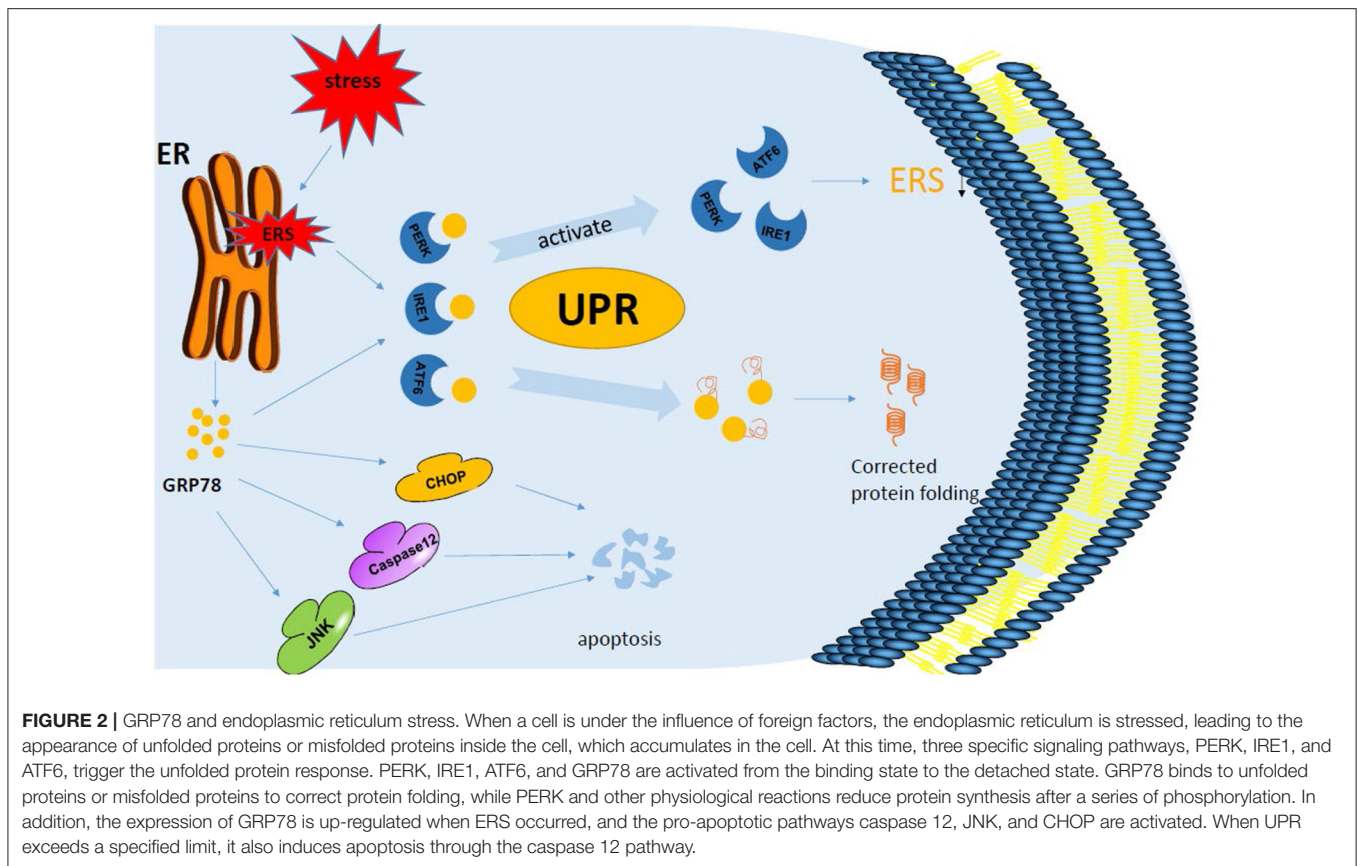 stress
ER
ERS
PERK
IRE1
ATF6
activate
UPR
ATF6
PERK
IRE1
ERS
GRP78
CHOP
Caspase12
JNK
apoptosis
Corrected
protein folding
FIGURE 2 | GRP78 and endoplasmic reticulum stress. When a cell is under the influence of foreign factors, the endoplasmic reticulum is stressed, leading to the
appearance of unfolded proteins or misfolded proteins inside the cell, which accumulates in the cell. At this time, three specific signaling pathways, PERK, IRE1, and
ATF6, trigger the unfolded protein response. PERK, IRE1, ATF6, and GRP78 are activated from the binding state to the detached state. GRP78 binds to unfolded
proteins or misfolded proteins to correct protein folding, while PERK and other physiological reactions reduce protein synthesis after a series of phosphorylation. In
addition, the expression of GRP78 is up-regulated when ERS occurred, and the pro-apoptotic pathways caspase 12, JNK, and CHOP are activated. When UPR
exceeds a specified limit, it also induces apoptosis through the caspase 12 pathway.